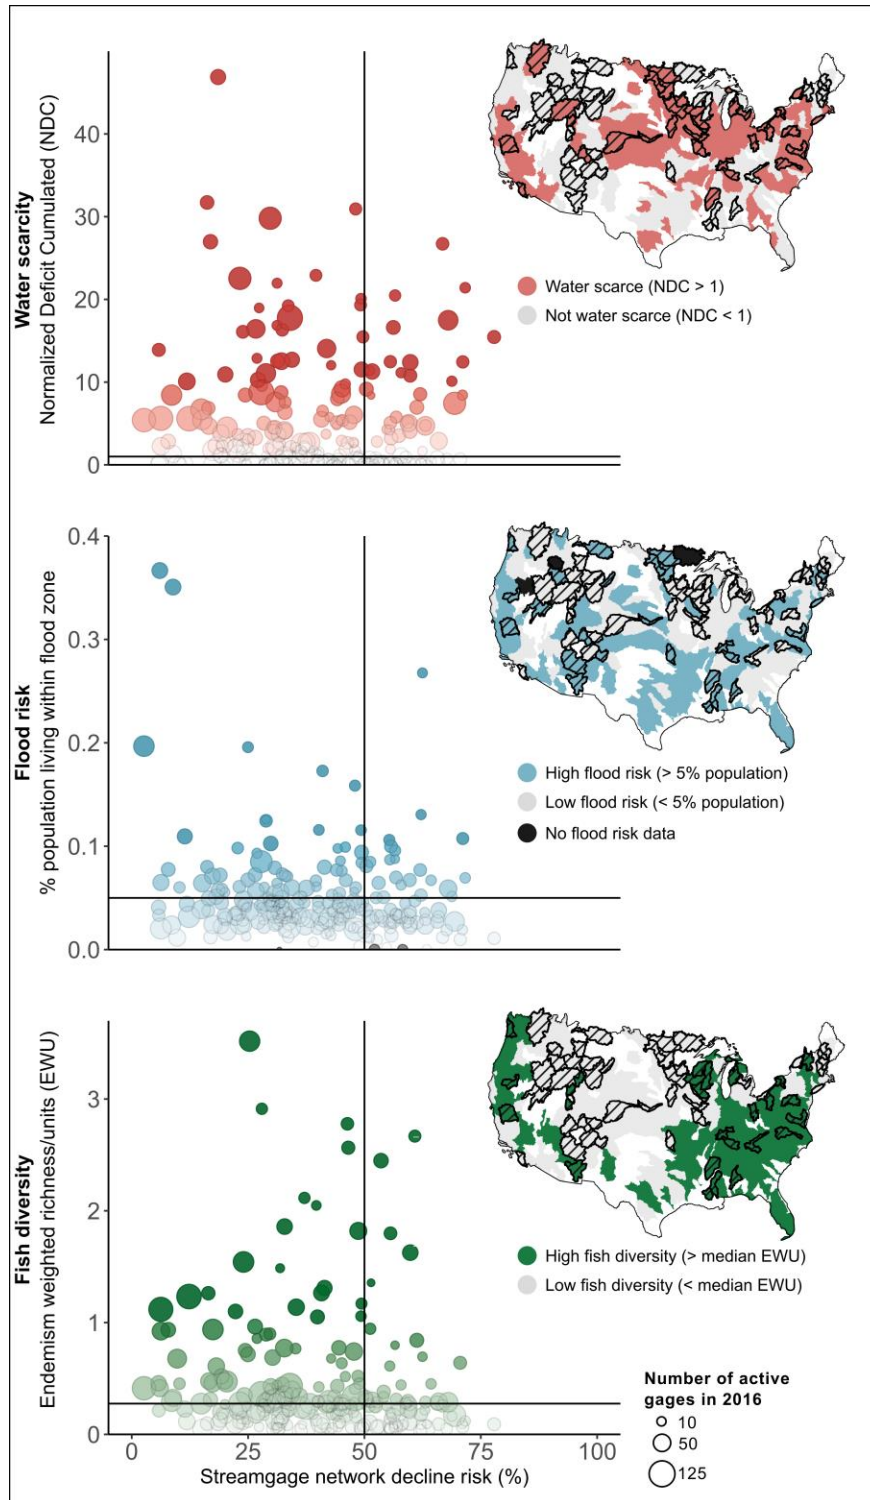 Water scarcity
Normalized Deficit Cumulated (NDC)
40
30
20
10
0
Water scarce (NDC > 1)
Not water scarce (NDC < 1)
Flood risk
% population living within flood zone
0.4
0.3
0.2
0.1
0.0
High flood risk (> 5% population)
Low flood risk (< 5% population)
No flood risk data
Fish diversity
Endemism weighted richness/units (EWU)
3
2
1
0
High fish diversity (> median EWU)
Low fish diversity (< median EWU)
0 25 50 75 100
Streamgage network decline risk (%)
Number of active
gages in 2016
10
50
125